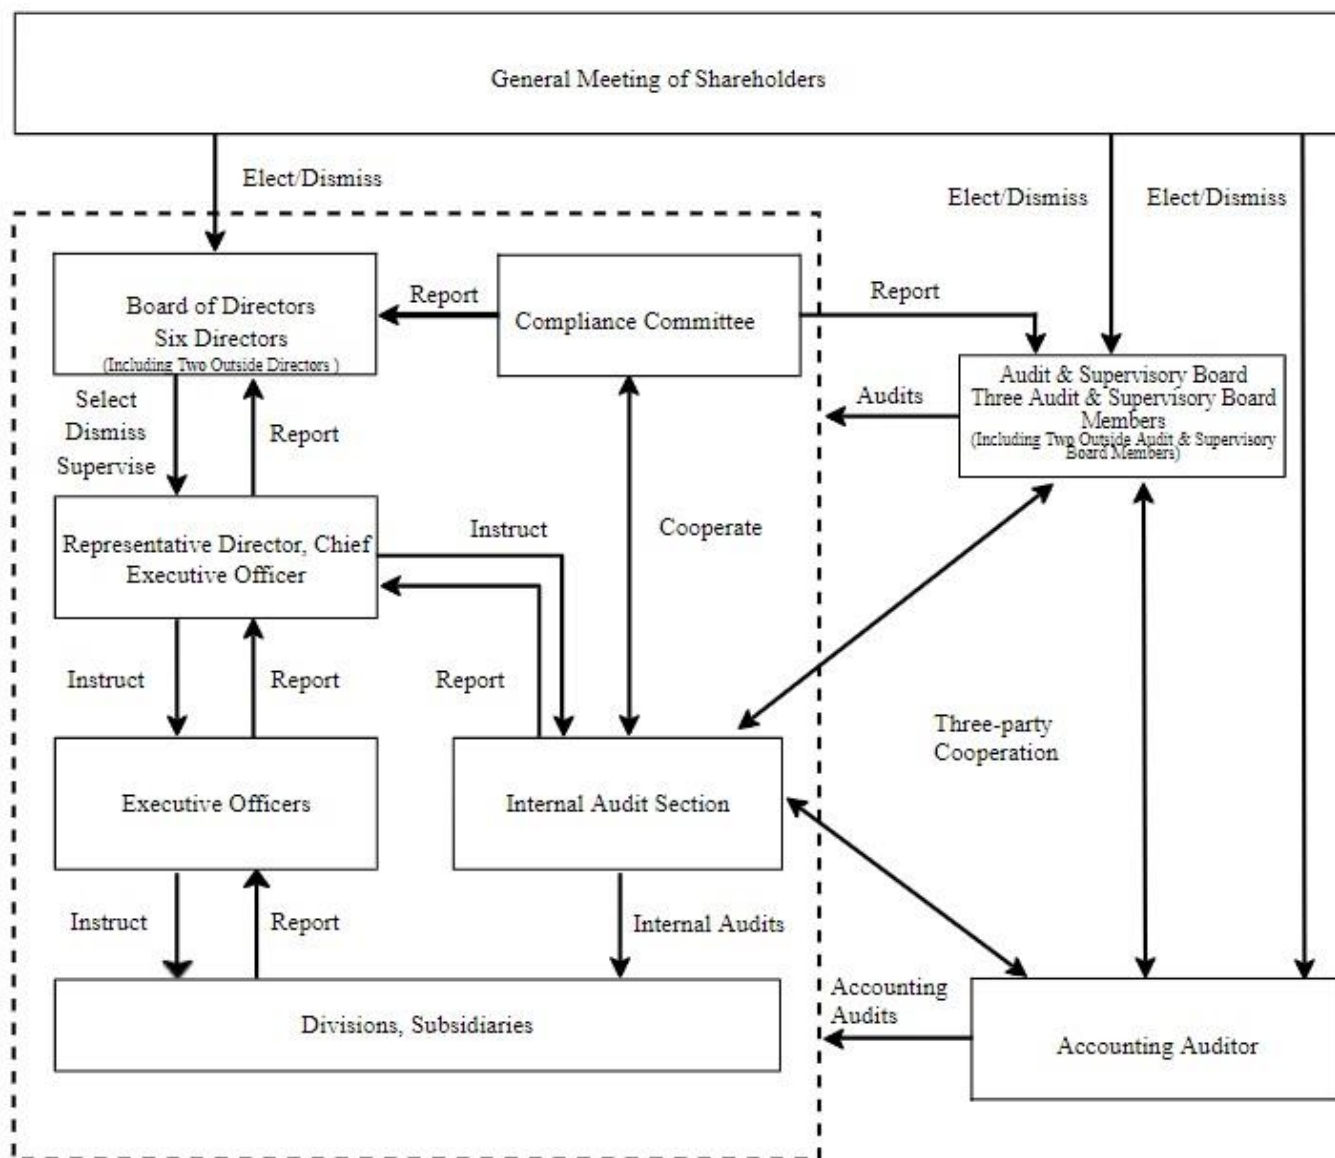 General Meeting of Shareholders
Elect/Dismiss
Elect/Dismiss
Elect/Dismiss
Board of Directors
Six Directors
(Including Two Outside Directors )
Report
Compliance Committee
Report
Audit & Supervisory Board
Three Audit & Supervisory Board
Members
(Including Two Outside Audit & Supervisory
Board Members)
Audits
Select
Dismiss
Supervise
Report
Representative Director, Chief
Executive Officer
Instruct
Cooperate
Instruct
Report
Report
Three-party
Cooperation
Executive Officers
Internal Audit Section
Instruct
Report
Internal Audits
Divisions, Subsidiaries
Accounting
Audits
Accounting Auditor